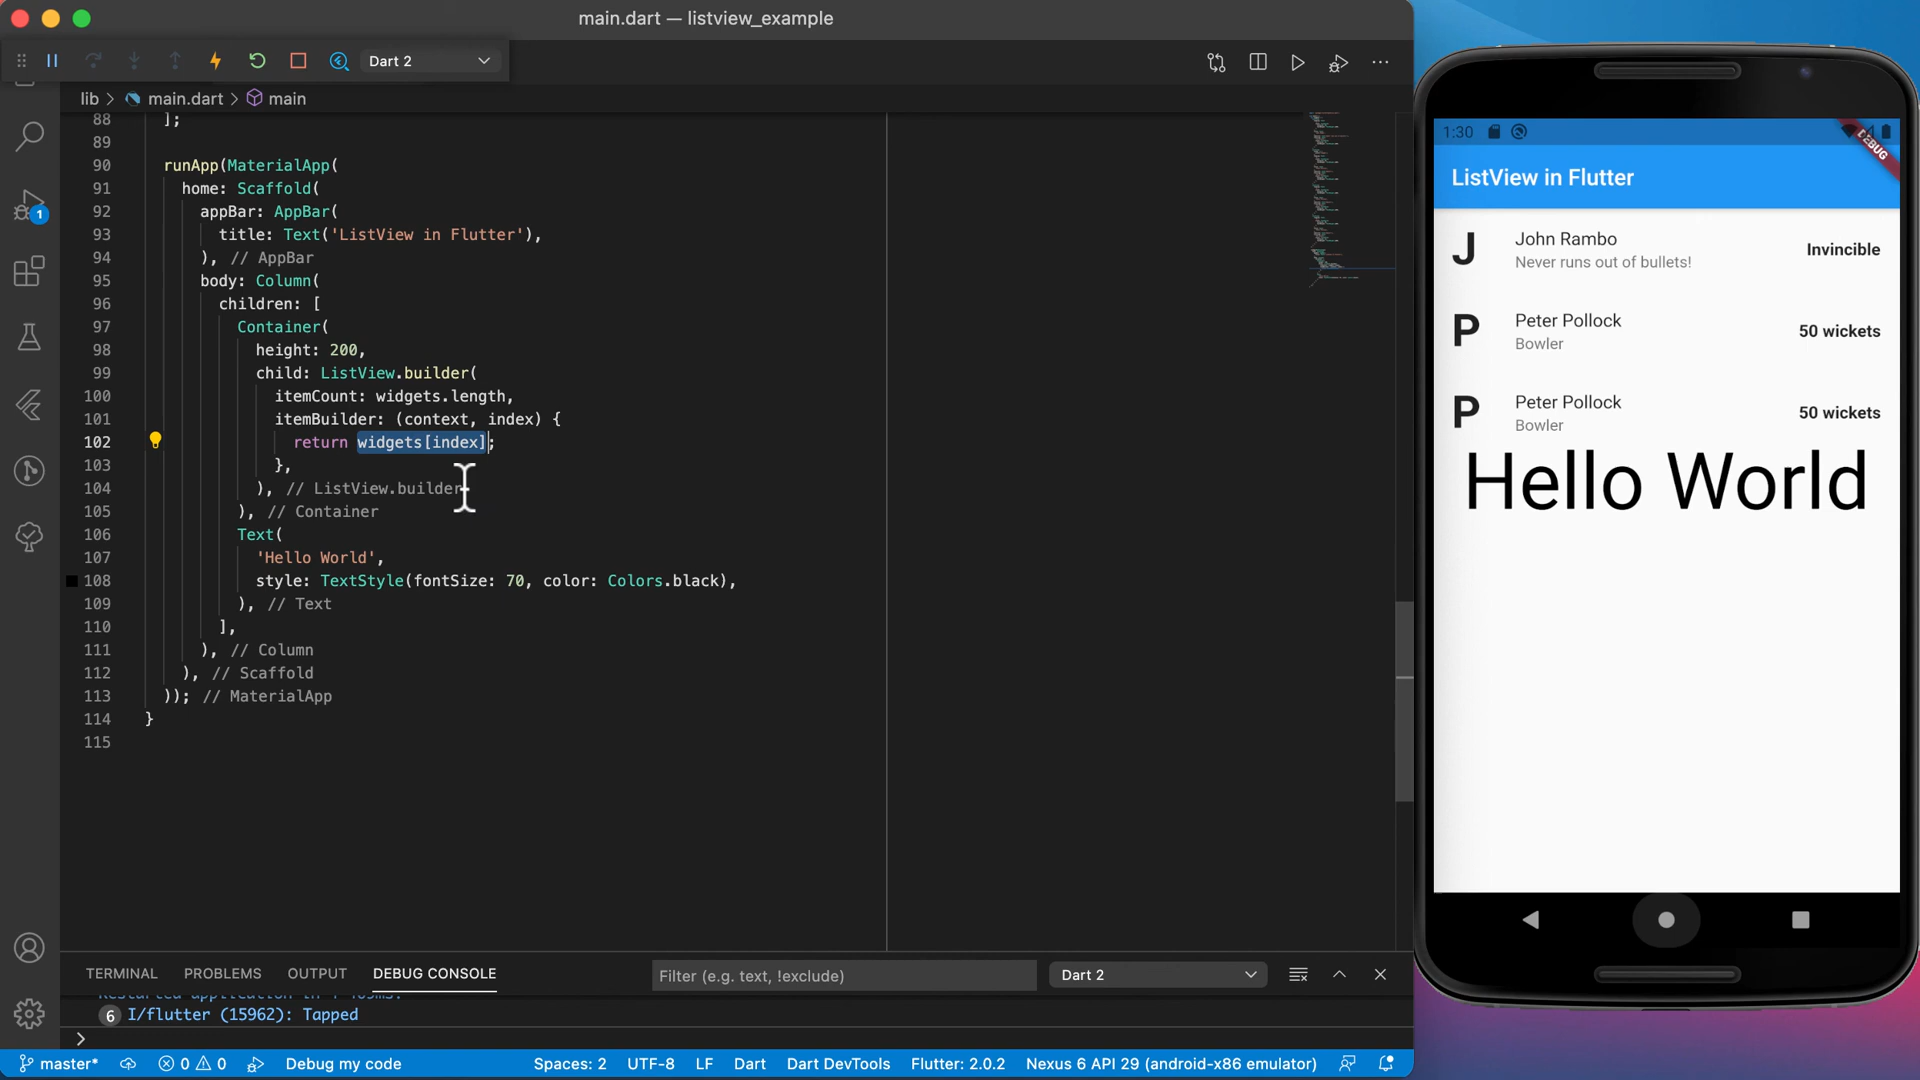 main.dart — listview_example
Dart 2
lib > main.dart > main
88 ];
89
90 runApp(MaterialApp(
91 home: Scaffold(
92 appBar: AppBar(
93 title: Text('ListView in Flutter'),
94 ), // AppBar
95 body: Column(
96 children: [
97 Container(
98 height: 200,
99 child: ListView.builder(
100 itemCount: widgets.length,
101 itemBuilder: (context, index) {
102 return widgets[index];
103 },
104 ), // ListView.builder
105 ), // Container
106 Text(
107 'Hello World',
108 style: TextStyle(fontSize: 70, color: Colors.black),
109 ), // Text
110 ],
111 ), // Column
112 ), // Scaffold
113 )); // MaterialApp
114 }
115
1
TERMINAL PROBLEMS OUTPUT DEBUG CONSOLE
Filter (e.g. text, !exclude)
Dart 2
Restarted application in
6 I/flutter (15962): Tapped
>
master* 0 0 Debug my code
Spaces: 2 UTF-8 LF Dart Dart DevTools Flutter: 2.0.2 Nexus 6 API 29 (android-x86 emulator)
1:30
DEBUG
ListView in Flutter
J John Rambo
Never runs out of bullets!
Invincible
P Peter Pollock
Bowler
50 wickets
P Peter Pollock
Bowler
50 wickets
Hello World